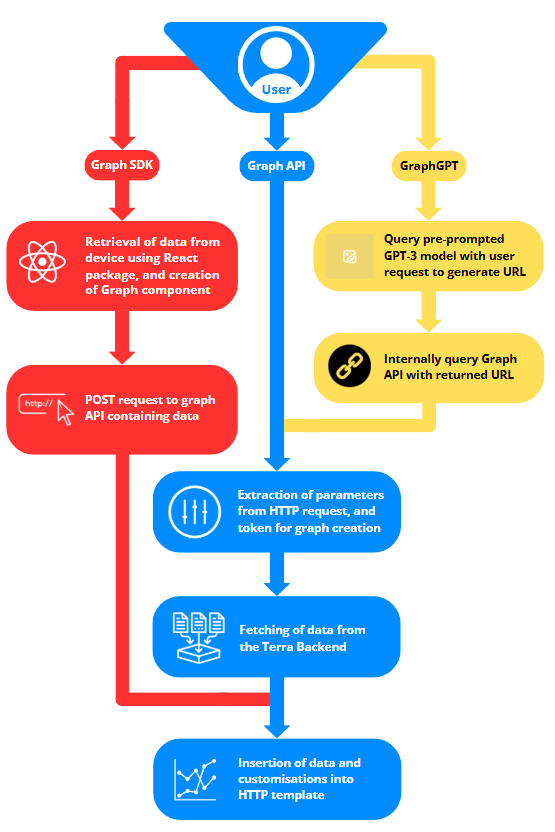 User
Graph SDK
Graph API
GraphGPT
Retrieval of data from
device using React
package, and creation
of Graph component
Query pre-prompted
GPT-3 model with user
request to generate URL
http://
POST request to graph
API containing data
Internally query Graph
API with returned URL
Extraction of parameters
from HTTP request, and
token for graph creation
Fetching of data from
the Terra Backend
Insertion of data and
customisations into
HTTP template